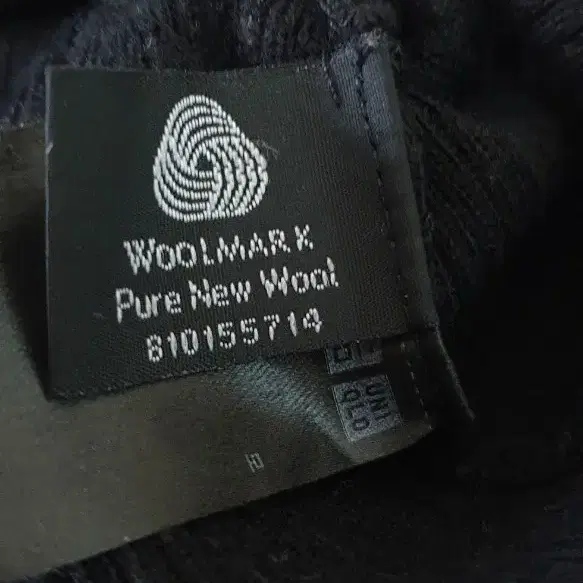 WOOLMARK
Pure New Wool
810155714
UNI
QLO